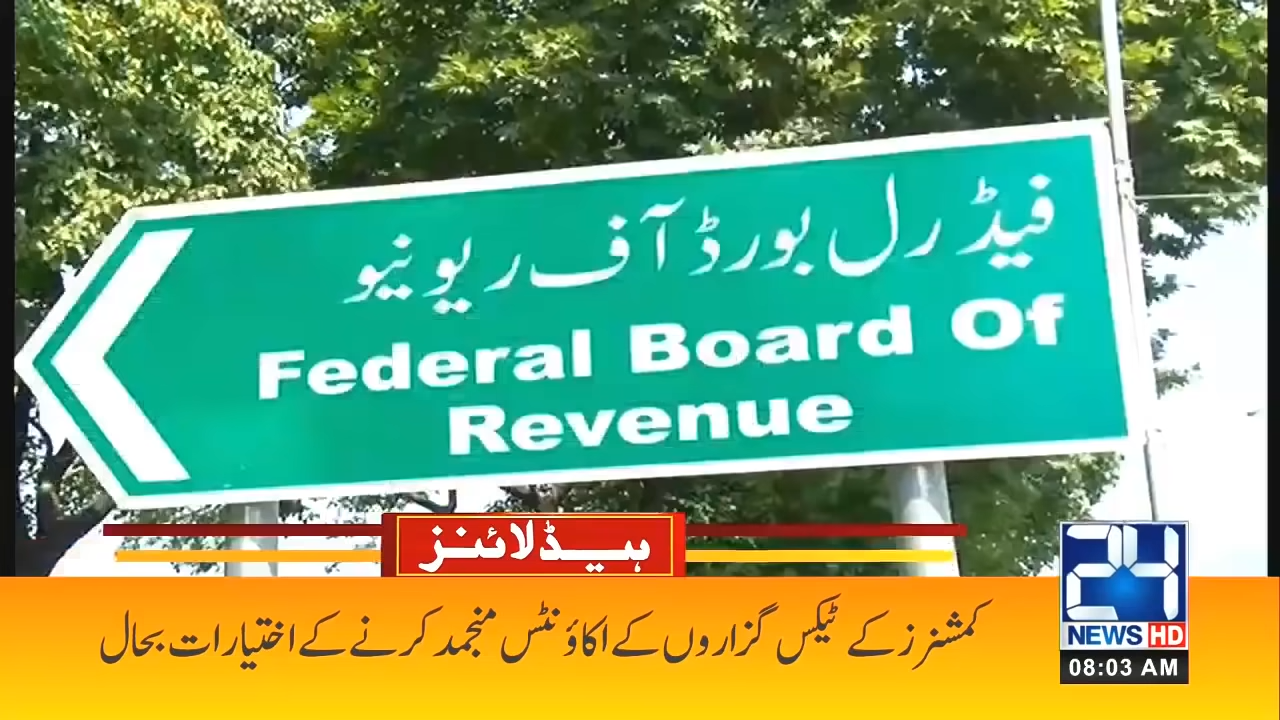 فیڈرل بورڈ آف ریونیو
Federal Board Of
Revenue
ہیڈلائنز
کمشنرز کے ٹیکس گزاروں کے اکاؤنٹس منجمد کرنے کے اختیارات بحال
24
NEWS HD
08:03 AM